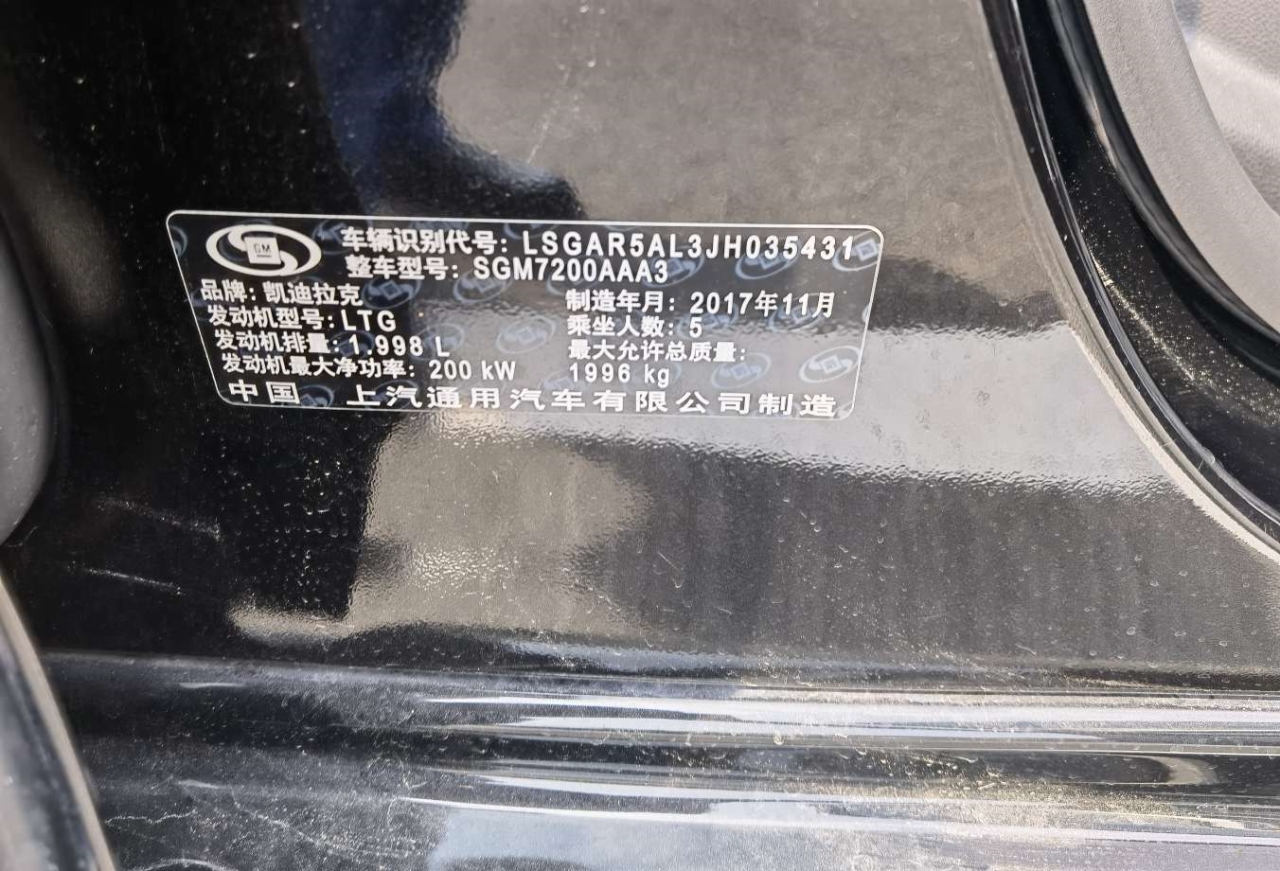 GM
车辆识别代号: LSGAR5AL3JH035431
整车型号: SGM7200AAA3
品牌: 凯迪拉克
制造年月: 2017年11月
发动机型号: LTG
乘坐人数: 5
发动机排量: 1.998 L
最大允许总质量:
发动机最大净功率: 200 kW
1996 kg
中国 上汽通用汽车有限公司制造